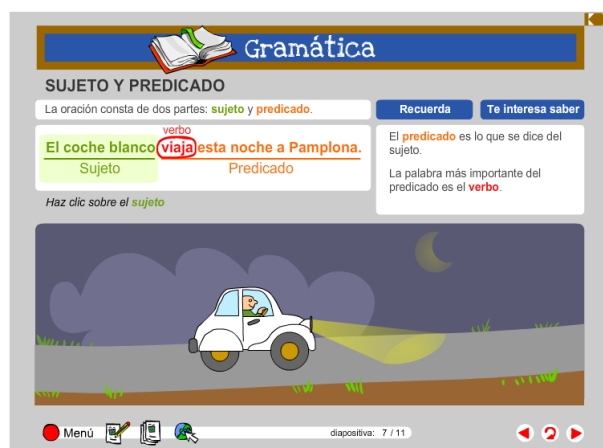 Gramática
SUJETO Y PREDICADO
La oración consta de dos partes: sujeto y predicado.
Recuerda
Te interesa saber
verbo
El coche blanco viaja esta noche a Pamplona.
Sujeto
Predicado
El predicado es lo que se dice del
sujeto.
La palabra más importante del
predicado es el verbo.
Haz clic sobre el sujeto
Menú
diapositiva: 7 / 11